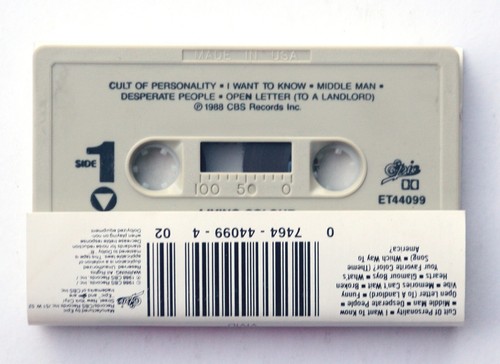 MADE IN USA
CULT OF PERSONALITY • I WANT TO KNOW • MIDDLE MAN •
DESPERATE PEOPLE • OPEN LETTER (TO A LANDLORD)
℗ 1988 CBS Records Inc.
SIDE 1
100 50 0
Epic
ET44099
LIVING COLOUR
0 7464-44099-4 02
Cult of Personality ■ I Want To Know ■
Middle Man ■ Desperate People ■
Open Letter (To A Landlord) ■ Funny
Vibe ■ Memories Can't Wait ■ Broken
Hearts ■ Glamour Boys ■ What's
Your Favorite Color? (Theme)
Song ■ Which Way To
America?
Epic